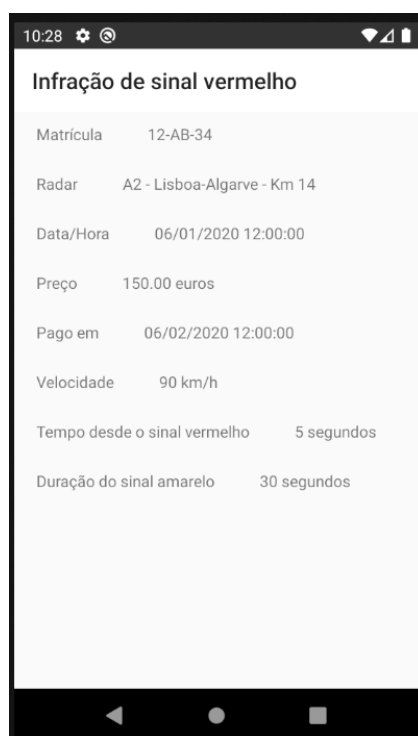 10:28
Infração de sinal vermelho
Matrícula 12-AB-34
Radar A2 - Lisboa-Algarve - Km 14
Data/Hora 06/01/2020 12:00:00
Preço 150.00 euros
Pago em 06/02/2020 12:00:00
Velocidade 90 km/h
Tempo desde o sinal vermelho 5 segundos
Duração do sinal amarelo 30 segundos